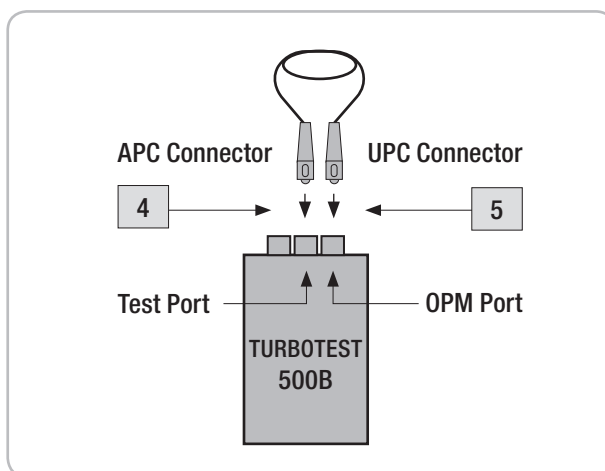 APC Connector
UPC Connector
4
5
Test Port
OPM Port
TURBOTEST
500B